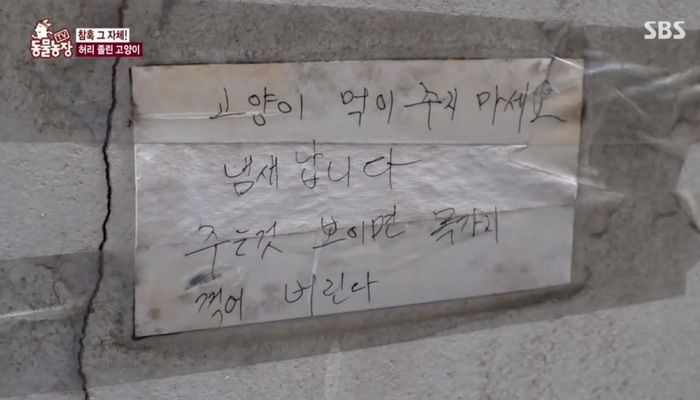 TV
동물농장
참혹 그 자체!
허리 졸린 고양이
SBS
고양이 먹이 주지 마세요
냄새 납니다
주는것 보이면 목가지
꺾어 버린다